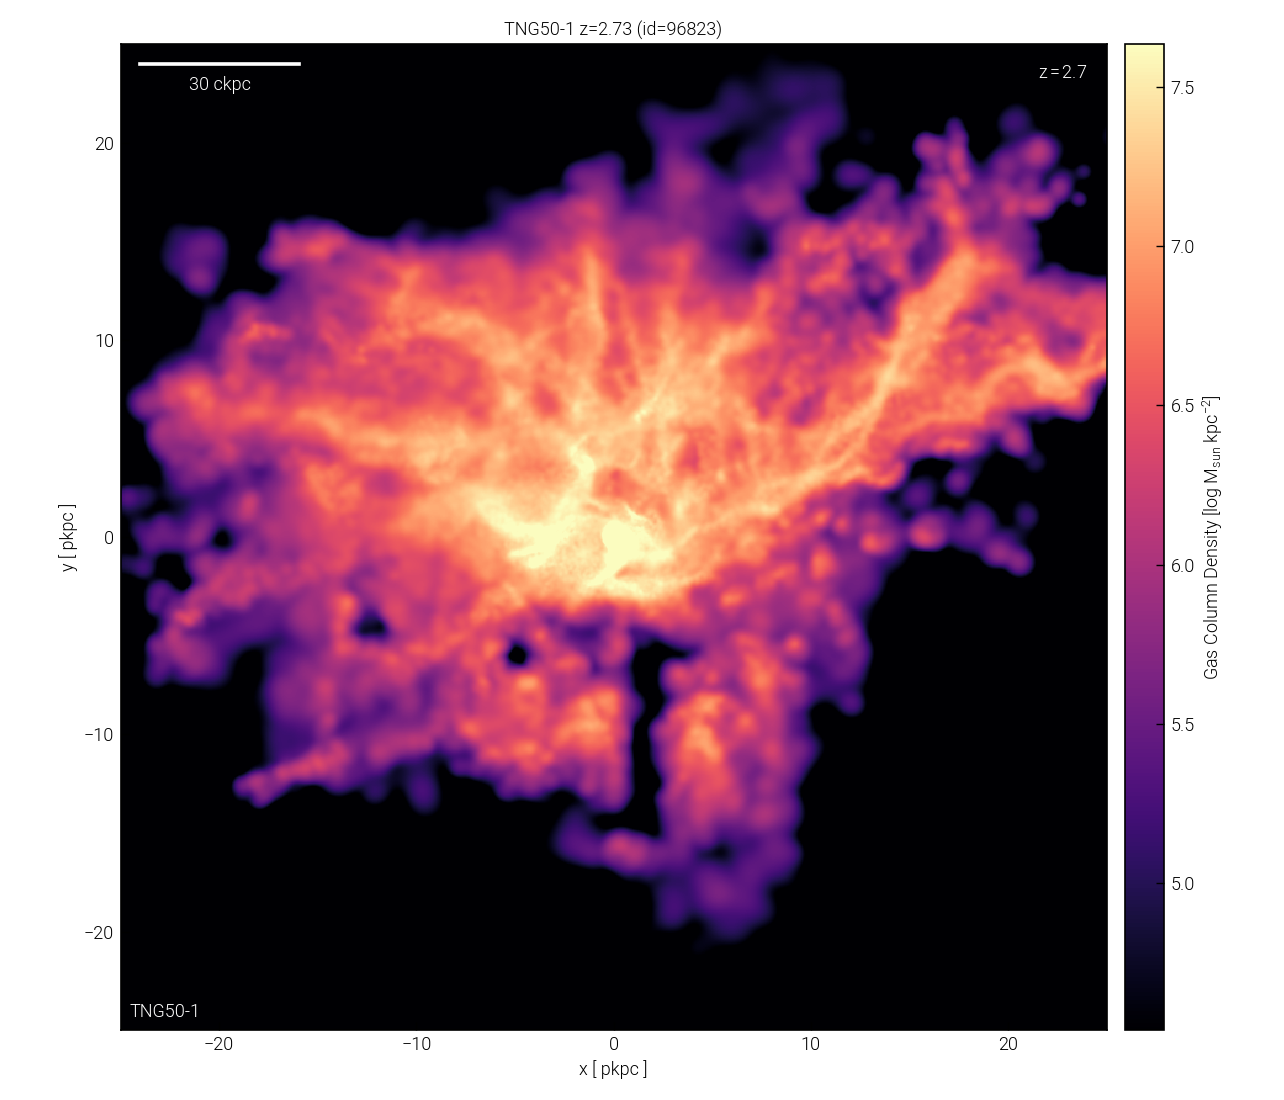 TNG50-1 z=2.73 (id=96823)
30 ckpc
z=2.7
TNG50-1
20
10
0
−10
−20
y [ pkpc ]
−20
−10
0
10
20
x [ pkpc ]
7.5
7.0
6.5
6.0
5.5
5.0
Gas Column Density [log M_sun kpc^−2]